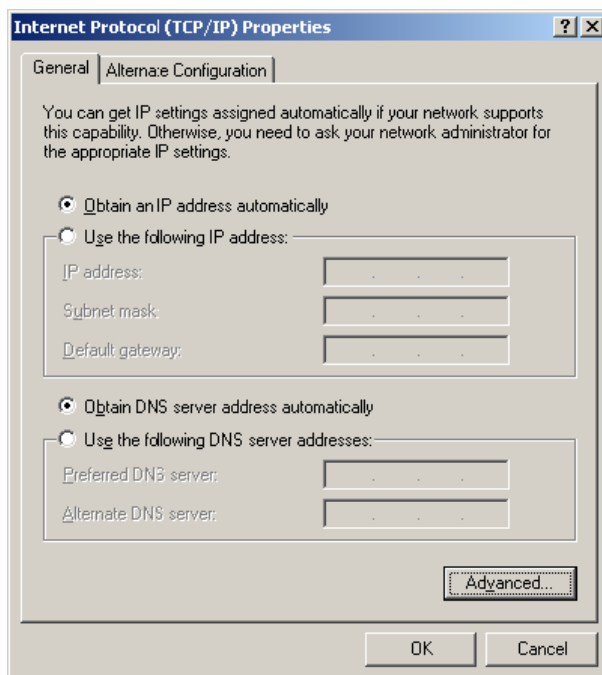 Internet Protocol (TCP/IP) Properties
General
Alternate Configuration
You can get IP settings assigned automatically if your network supports
this capability. Otherwise, you need to ask your network administrator for
the appropriate IP settings.
Obtain an IP address automatically
Use the following IP address:
IP address:
Subnet mask:
Default gateway:
Obtain DNS server address automatically
Use the following DNS server addresses:
Preferred DNS server:
Alternate DNS server:
Advanced...
OK
Cancel